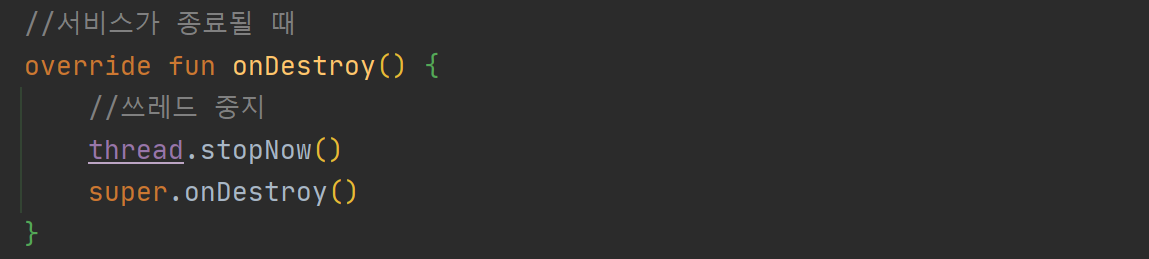 //서비스가 종료될 때
override fun onDestroy() {
    //쓰레드 중지
    thread.stopNow()
    super.onDestroy()
}